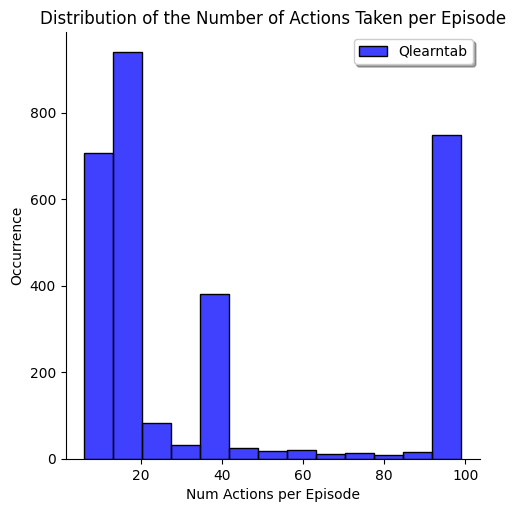 Distribution of the Number of Actions Taken per Episode
Qlearntab
800
600
400
200
0
Occurrence
20 40 60 80 100
Num Actions per Episode